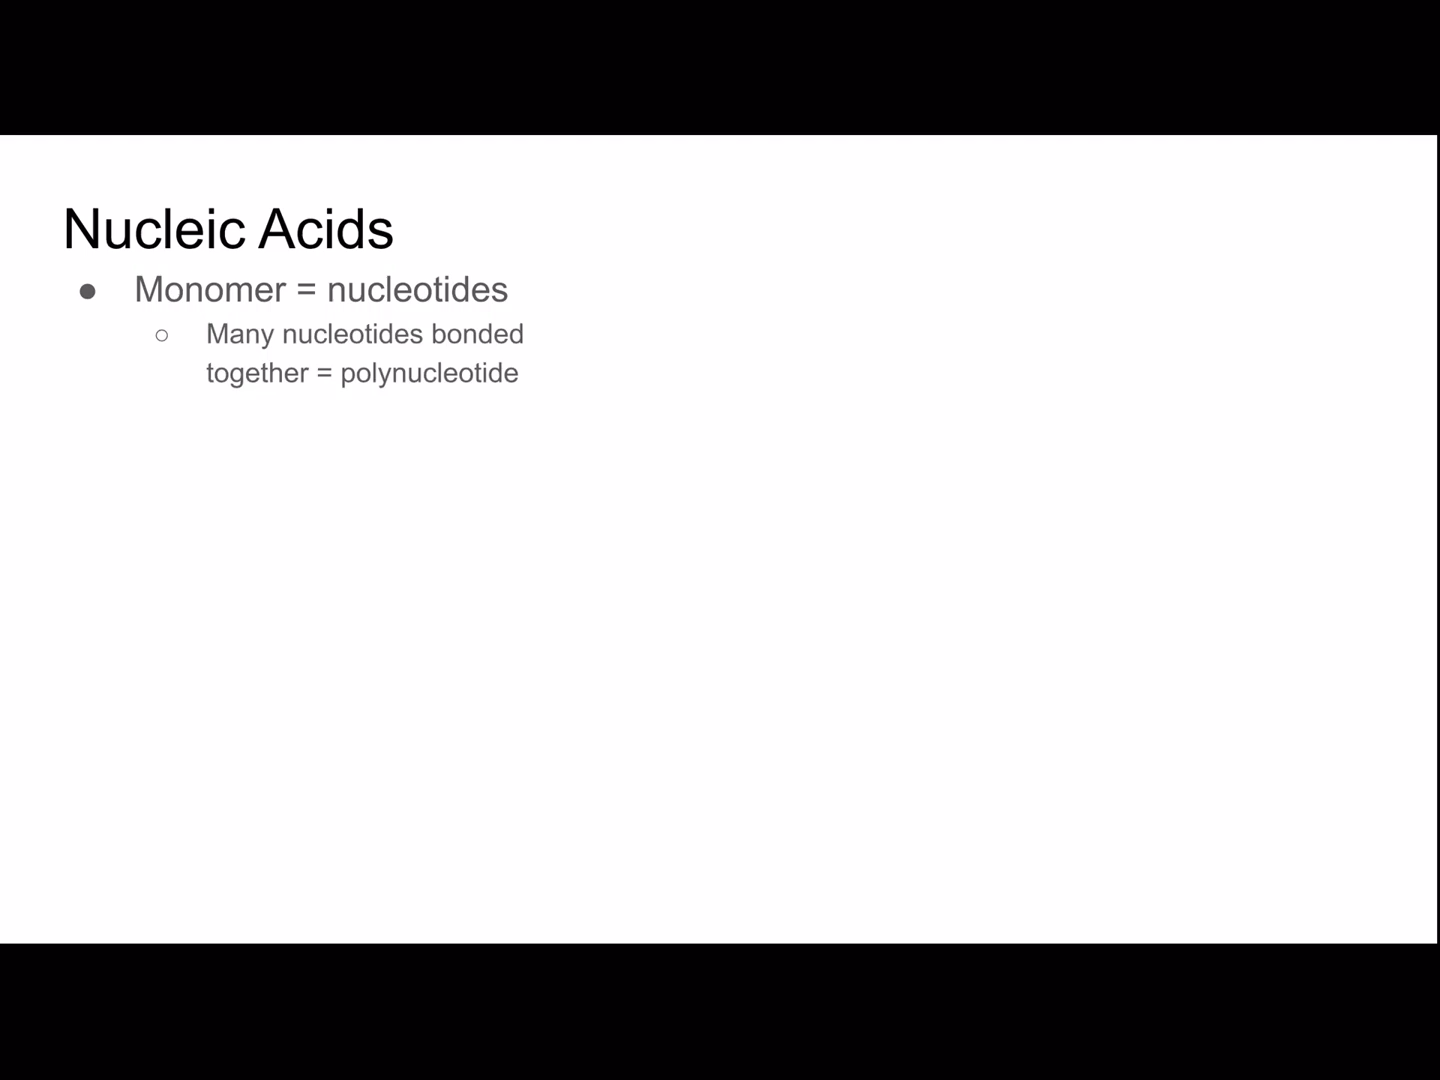 Nucleic Acids
● Monomer = nucleotides
○ Many nucleotides bonded
together = polynucleotide